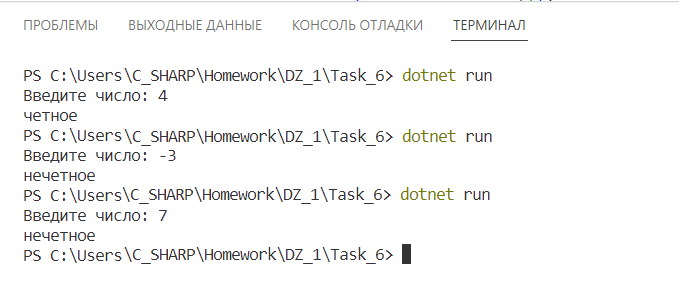 ПРОБЛЕМЫ ВЫХОДНЫЕ ДАННЫЕ КОНСОЛЬ ОТЛАДКИ ТЕРМИНАЛ
PS C:\Users\C_SHARP\Homework\DZ_1\Task_6> dotnet run
Введите число: 4
четное
PS C:\Users\C_SHARP\Homework\DZ_1\Task_6> dotnet run
Введите число: -3
нечетное
PS C:\Users\C_SHARP\Homework\DZ_1\Task_6> dotnet run
Введите число: 7
нечетное
PS C:\Users\C_SHARP\Homework\DZ_1\Task_6>